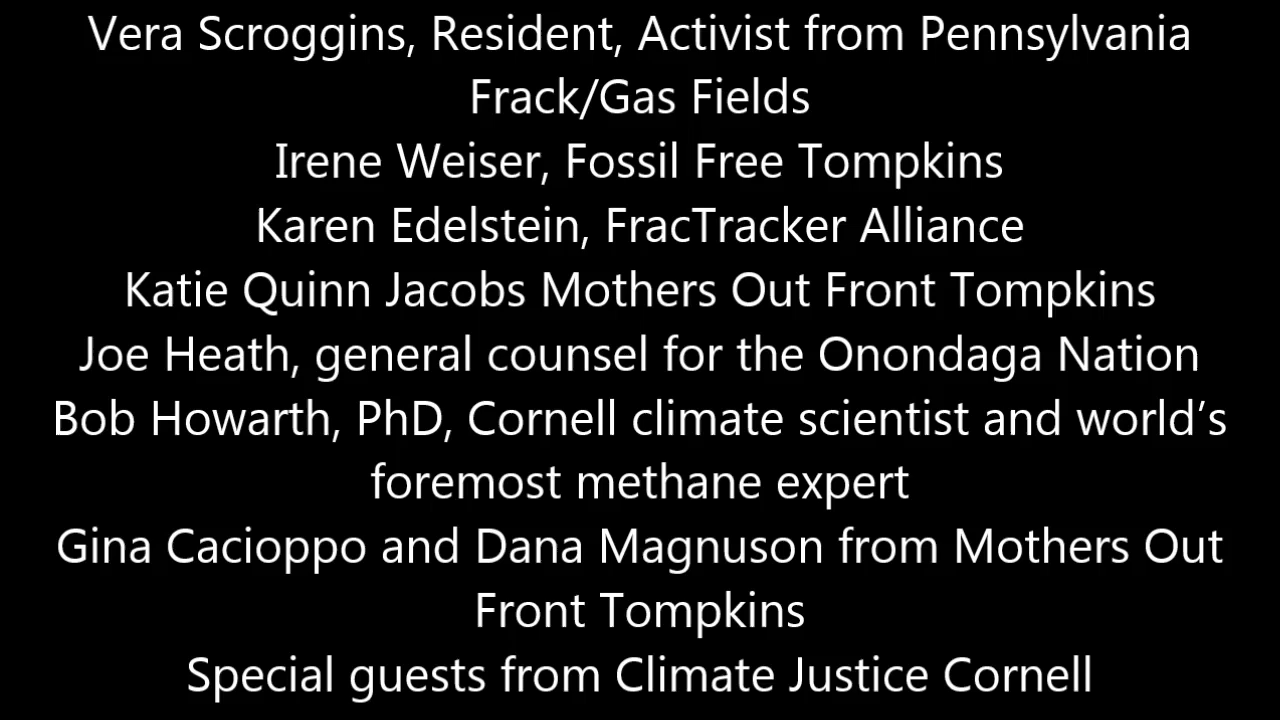 Vera Scroggins, Resident, Activist from Pennsylvania
Frack/Gas Fields
Irene Weiser, Fossil Free Tompkins
Karen Edelstein, FracTracker Alliance
Katie Quinn Jacobs Mothers Out Front Tompkins
Joe Heath, general counsel for the Onondaga Nation
Bob Howarth, PhD, Cornell climate scientist and world’s
foremost methane expert
Gina Cacioppo and Dana Magnuson from Mothers Out
Front Tompkins
Special guests from Climate Justice Cornell